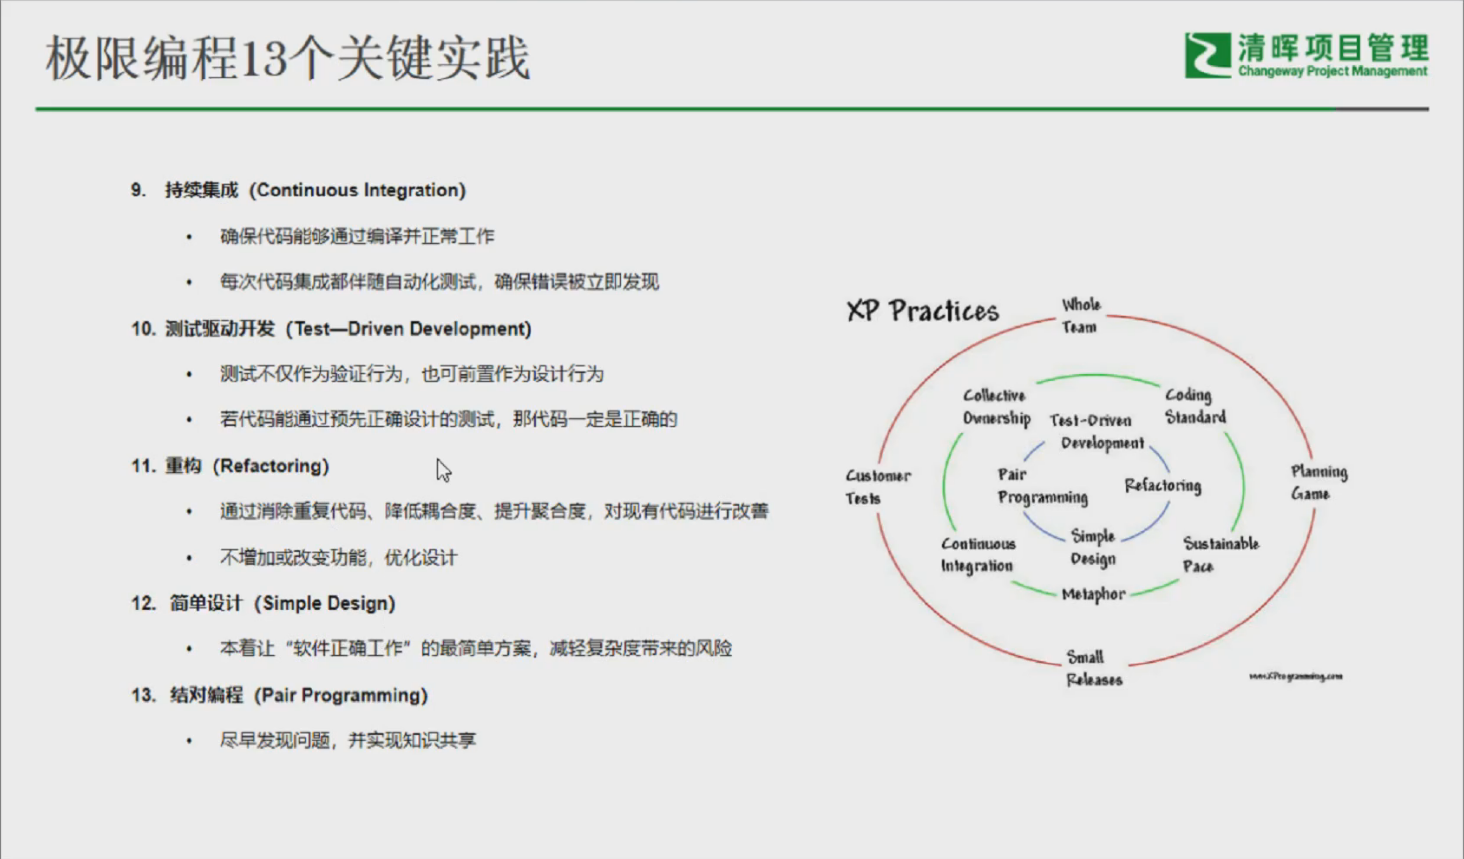 极限编程13个关键实践
清晖项目管理
Changeway Project Management
9. 持续集成（Continuous Integration）
• 确保代码能够通过编译并正常工作
• 每次代码集成都伴随自动化测试，确保错误被立即发现
10. 测试驱动开发（Test—Driven Development）
• 测试不仅作为验证行为，也可前置作为设计行为
• 若代码能通过预先正确设计的测试，那代码一定是正确的
11. 重构（Refactoring）
• 通过消除重复代码、降低耦合度、提升聚合度，对现有代码进行改善
• 不增加或改变功能，优化设计
12. 简单设计（Simple Design）
• 本着让“软件正确工作”的最简单方案，减轻复杂度带来的风险
13. 结对编程（Pair Programming）
• 尽早发现问题，并实现知识共享
XP Practices
Whole
Team
Collective
Ownership
Coding
Standard
Test-Driven
Development
Customer
Tests
Pair
Programming
Refactoring
Planning
Game
Continuous
Integration
Simple
Design
Sustainable
Pace
Metaphor
Small
Releases
www.XProgramming.com